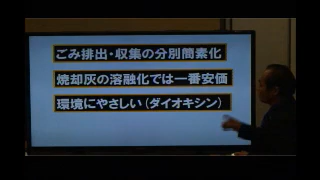 ごみ排出・収集の分別簡素化
焼却灰の溶融化では一番安価
環境にやさしい(ダイオキシン)